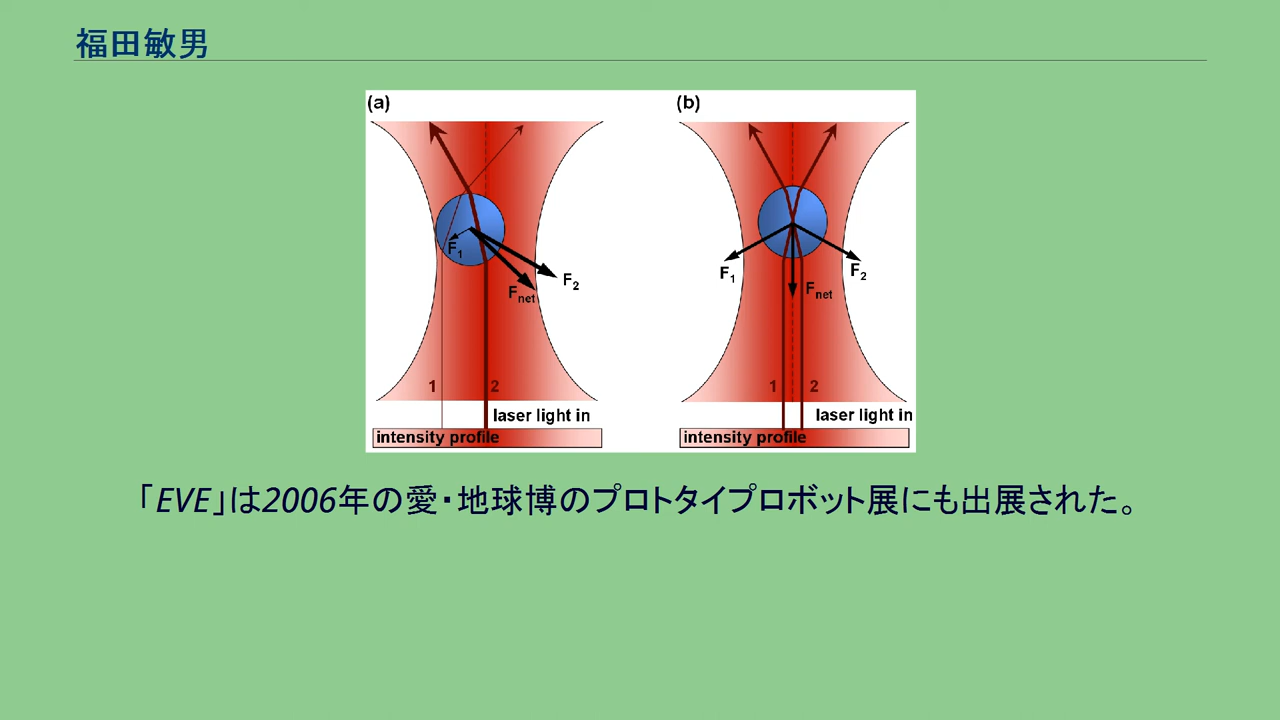 福田敏男
(a)
(b)
F1
F2
Fnet
F1
F2
Fnet
1
2
1
2
laser light in
laser light in
intensity profile
intensity profile
「EVE」は2006年の愛・地球博のプロトタイプロボット展にも出展された。